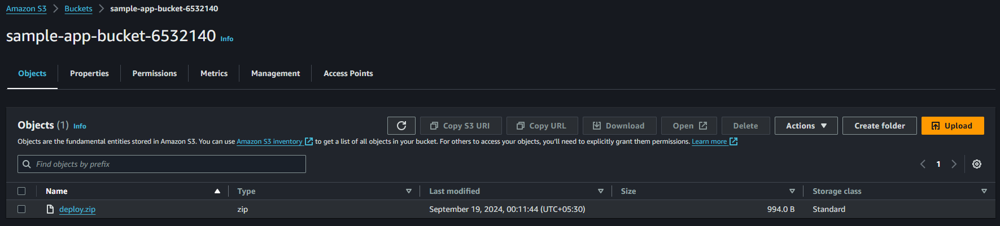 Amazon S3 > Buckets > sample-app-bucket-6532140
sample-app-bucket-6532140 Info
Objects Properties Permissions Metrics Management Access Points
Objects (1) Info Copy S3 URI Copy URL Download Open Delete Actions Create folder Upload
Objects are the fundamental entities stored in Amazon S3. You can use Amazon S3 inventory to get a list of all objects in your bucket. For others to access your objects, you'll need to explicitly grant them permissions. Learn more
Find objects by prefix 1
Name Type Last modified Size Storage class
deploy.zip zip September 19, 2024, 00:11:44 (UTC+05:30) 994.0 B Standard